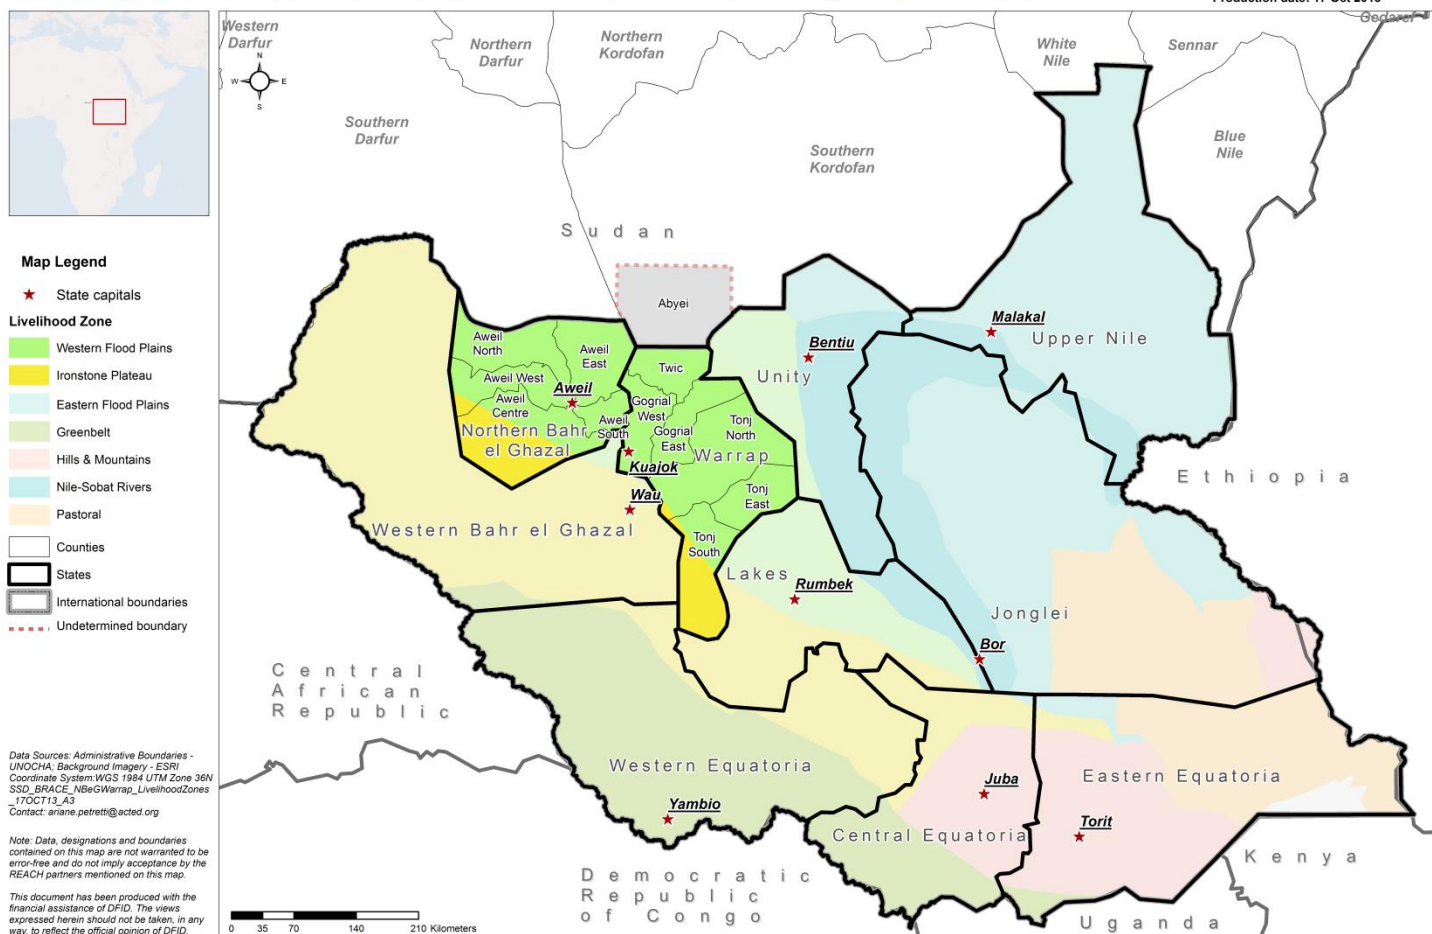 Western
Darfur
Northern
Darfur
Northern
Kordofan
White
Nile
Sennar
Gedaref
N
W
E
S
Southern
Darfur
Southern
Kordofan
Blue
Nile
Sudan
Map Legend
State capitals
Livelihood Zone
Western Flood Plains
Ironstone Plateau
Eastern Flood Plains
Greenbelt
Hills & Mountains
Nile-Sobat Rivers
Pastoral
Counties
States
International boundaries
Undetermined boundary
Abyei
Aweil
North
Aweil
East
Aweil West
Aweil
Aweil
Centre
Aweil
South
Northern Bahr
el Ghazal
Twic
Gogrial
West
Gogrial
East
Tonj
North
Warrap
Kuajok
Tonj
East
Tonj
South
Wau
Western Bahr el Ghazal
Unity
Bentiu
Malakal
Upper Nile
Ethiopia
Lakes
Rumbek
Jonglei
Bor
Central
African
Republic
Western Equatoria
Yambio
Juba
Central Equatoria
Eastern Equatoria
Torit
Kenya
Democratic
Republic
of Congo
Uganda
Data Sources: Administrative Boundaries -
UNOCHA; Background Imagery - ESRI
Coordinate System:WGS 1984 UTM Zone 36N
SSD_BRACE_NBeGWarrap_LivelihoodZones
_17OCT13_A3
Contact: ariane.petretti@acted.org
Note: Data, designations and boundaries
contained on this map are not warranted to be
error-free and do not imply acceptance by the
REACH partners mentioned on this map.
This document has been produced with the
financial assistance of DFID. The views
expressed herein should not be taken, in any
way, to reflect the official opinion of DFID.
0 35 70 140 210 Kilometers